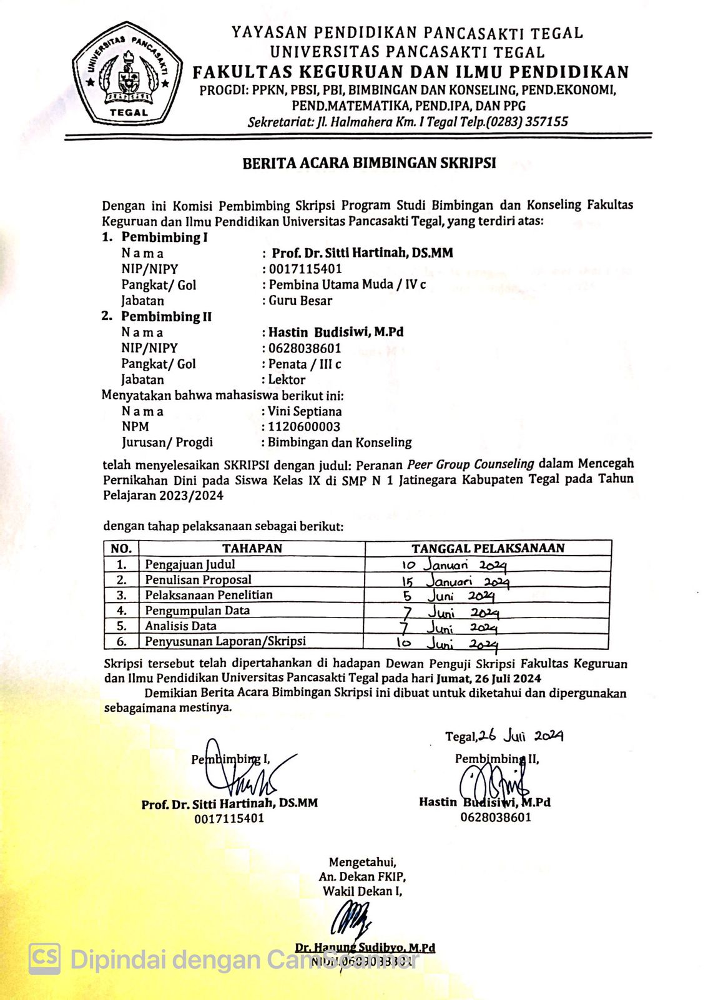 UNIVERSITAS PANCASAKTI
TEGAL
YAYASAN PENDIDIKAN PANCASAKTI TEGAL
UNIVERSITAS PANCASAKTI TEGAL
FAKULTAS KEGURUAN DAN ILMU PENDIDIKAN
PROGDI: PPKN, PBSI, PBI, BIMBINGAN DAN KONSELING, PEND.EKONOMI,
PEND.MATEMATIKA, PEND.IPA, DAN PPG
Sekretariat: Jl. Halmahera Km. I Tegal Telp.(0283) 357155
BERITA ACARA BIMBINGAN SKRIPSI
Dengan ini Komisi Pembimbing Skripsi Program Studi Bimbingan dan Konseling Fakultas
Keguruan dan Ilmu Pendidikan Universitas Pancasakti Tegal, yang terdiri atas:
1. Pembimbing I
N a m a : Prof. Dr. Sitti Hartinah, DS.MM
NIP/NIPY : 0017115401
Pangkat/ Gol : Pembina Utama Muda / IV c
Jabatan : Guru Besar
2. Pembimbing II
N a m a : Hastin Budisiwi, M.Pd
NIP/NIPY : 0628038601
Pangkat/ Gol : Penata / III c
Jabatan : Lektor
Menyatakan bahwa mahasiswa berikut ini:
N a m a : Vini Septiana
NPM : 1120600003
Jurusan/ Progdi : Bimbingan dan Konseling
telah menyelesaikan SKRIPSI dengan judul: Peranan Peer Group Counseling dalam Mencegah
Pernikahan Dini pada Siswa Kelas IX di SMP N 1 Jatinegara Kabupaten Tegal pada Tahun
Pelajaran 2023/2024
dengan tahap pelaksanaan sebagai berikut:
NO. TAHAPAN TANGGAL PELAKSANAAN
1. Pengajuan Judul 10 Januari 2024
2. Penulisan Proposal 15 Januari 2024
3. Pelaksanaan Penelitian 5 Juni 2024
4. Pengumpulan Data 7 Juni 2024
5. Analisis Data 7 Juni 2024
6. Penyusunan Laporan/Skripsi 10 Juni 2024
Skripsi tersebut telah dipertahankan di hadapan Dewan Penguji Skripsi Fakultas Keguruan
dan Ilmu Pendidikan Universitas Pancasakti Tegal pada hari Jumat, 26 Juli 2024
Demikian Berita Acara Bimbingan Skripsi ini dibuat untuk diketahui dan dipergunakan
sebagaimana mestinya.
Tegal, 26 Juli 2024
Pembimbing I, Pembimbing II,
Prof. Dr. Sitti Hartinah, DS.MM Hastin Budisiwi, M.Pd
0017115401 0628038601
Mengetahui,
An. Dekan FKIP,
Wakil Dekan I,
Dr. Hanung Sudibyo, M.Pd
CS Dipindai dengan CamScanner